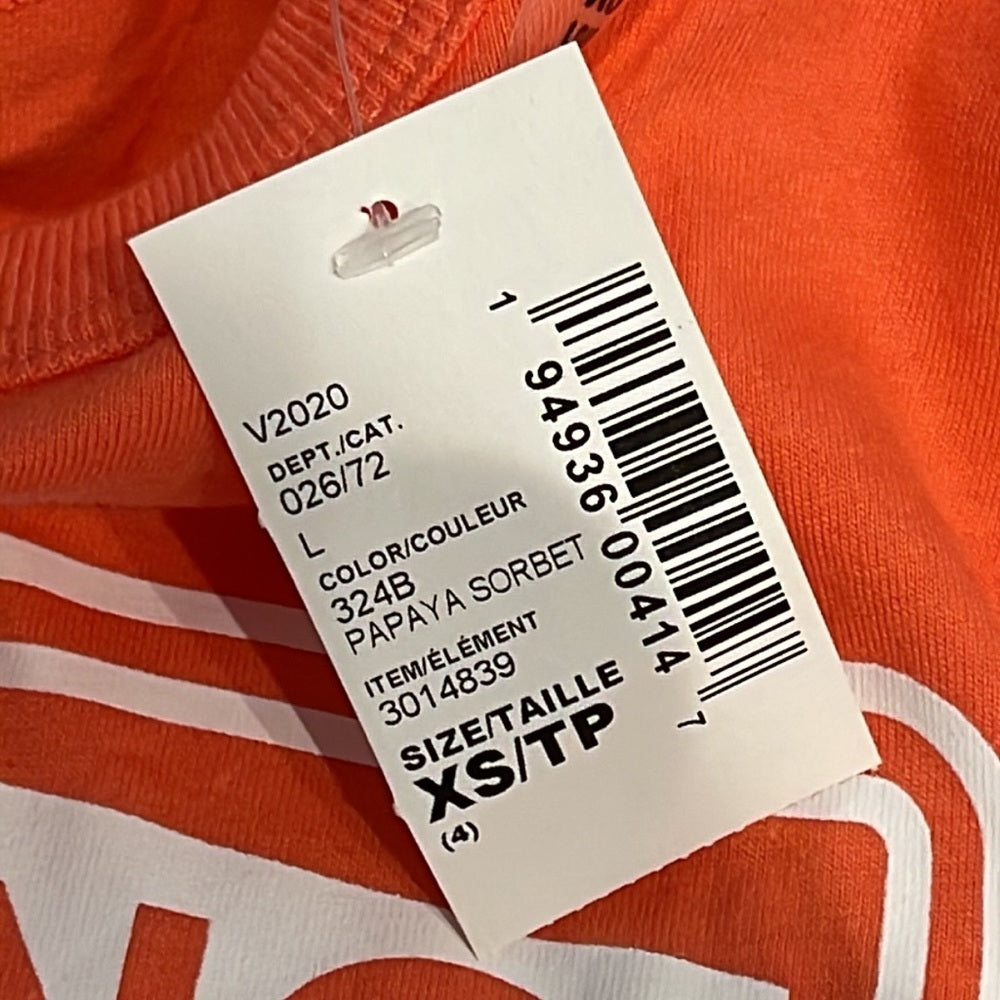 V2020
DEPT./CAT.
026/72
L
COLOR/COULEUR
324B
PAPAYA SORBET
ITEM/ÉLÉMENT
3014839
SIZE/TAILLE
XS/TP
(4)
1 94936 00414 7